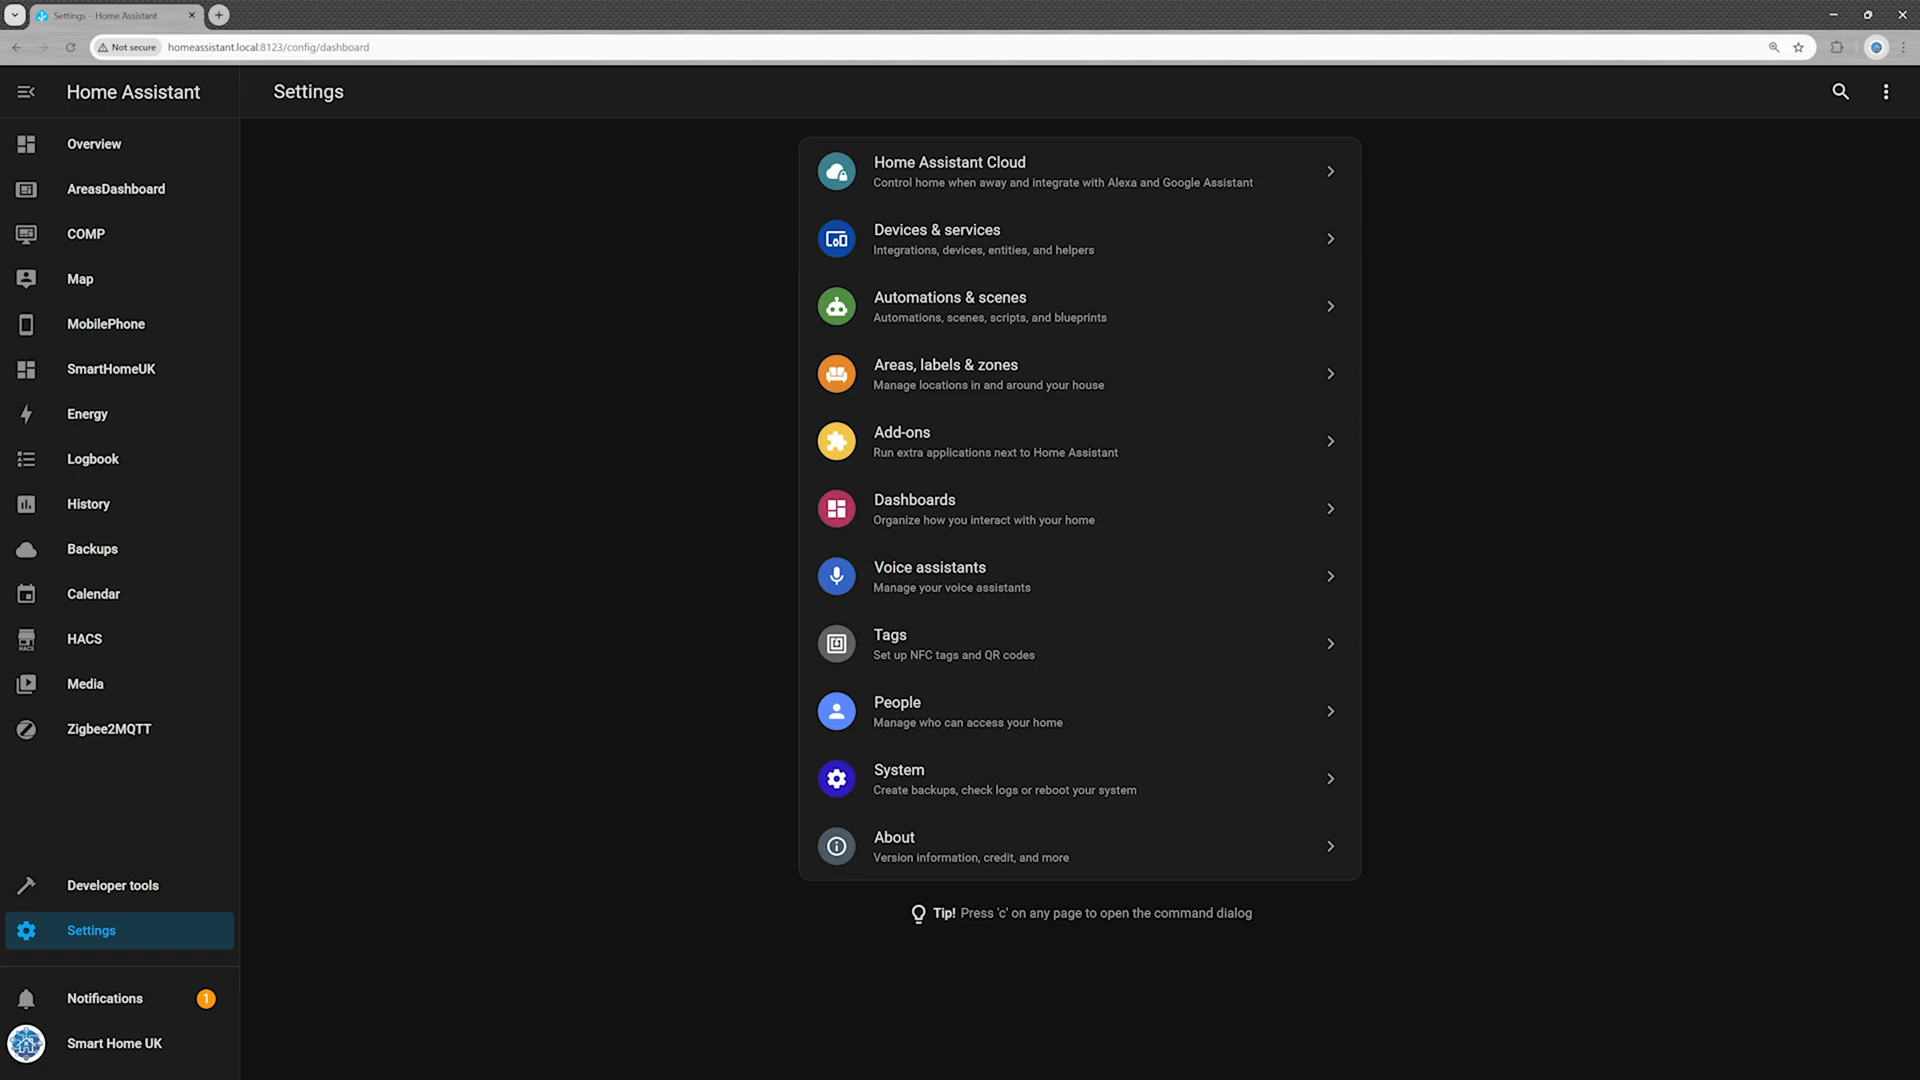 Settings – Home Assistant
Not secure
homeassistant.local:8123/config/dashboard
Home Assistant
Settings
Overview
AreasDashboard
COMP
Map
MobilePhone
SmartHomeUK
Energy
Logbook
History
Backups
Calendar
HACS
HACS
Media
Zigbee2MQTT
Developer tools
Settings
Notifications
1
Smart Home UK
Home Assistant Cloud
Control home when away and integrate with Alexa and Google Assistant
Devices & services
Integrations, devices, entities, and helpers
Automations & scenes
Automations, scenes, scripts, and blueprints
Areas, labels & zones
Manage locations in and around your house
Add-ons
Run extra applications next to Home Assistant
Dashboards
Organize how you interact with your home
Voice assistants
Manage your voice assistants
Tags
Set up NFC tags and QR codes
People
Manage who can access your home
System
Create backups, check logs or reboot your system
About
Version information, credit, and more
Tip! Press 'c' on any page to open the command dialog